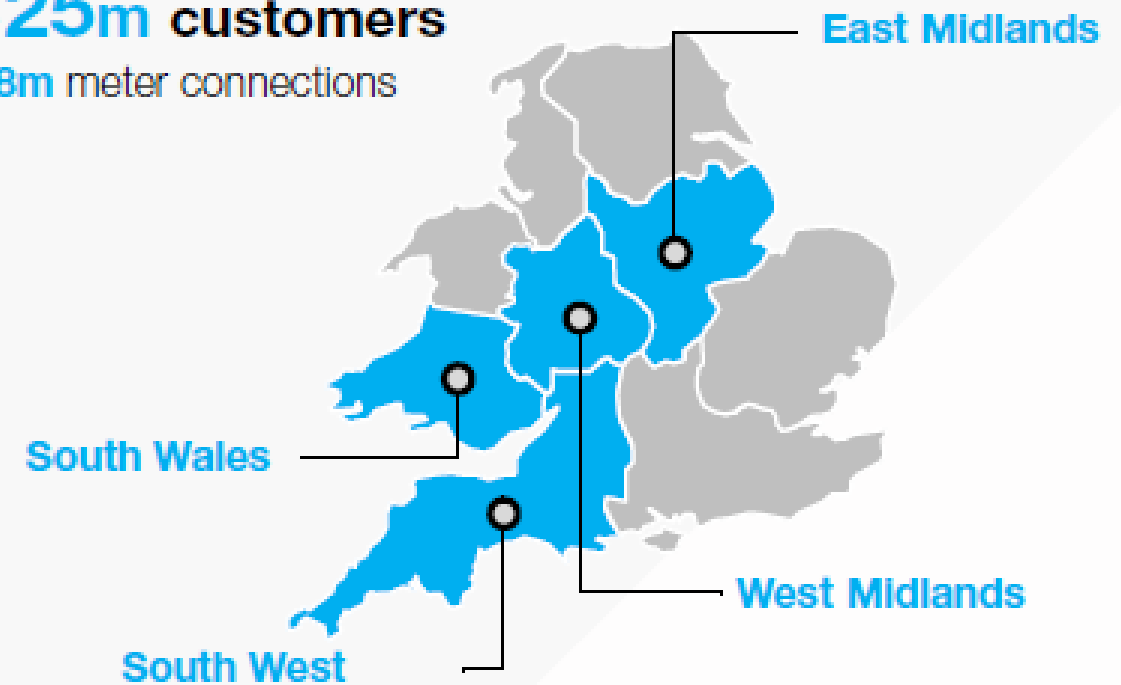 25m customers
8m meter connections
East Midlands
South Wales
West Midlands
South West